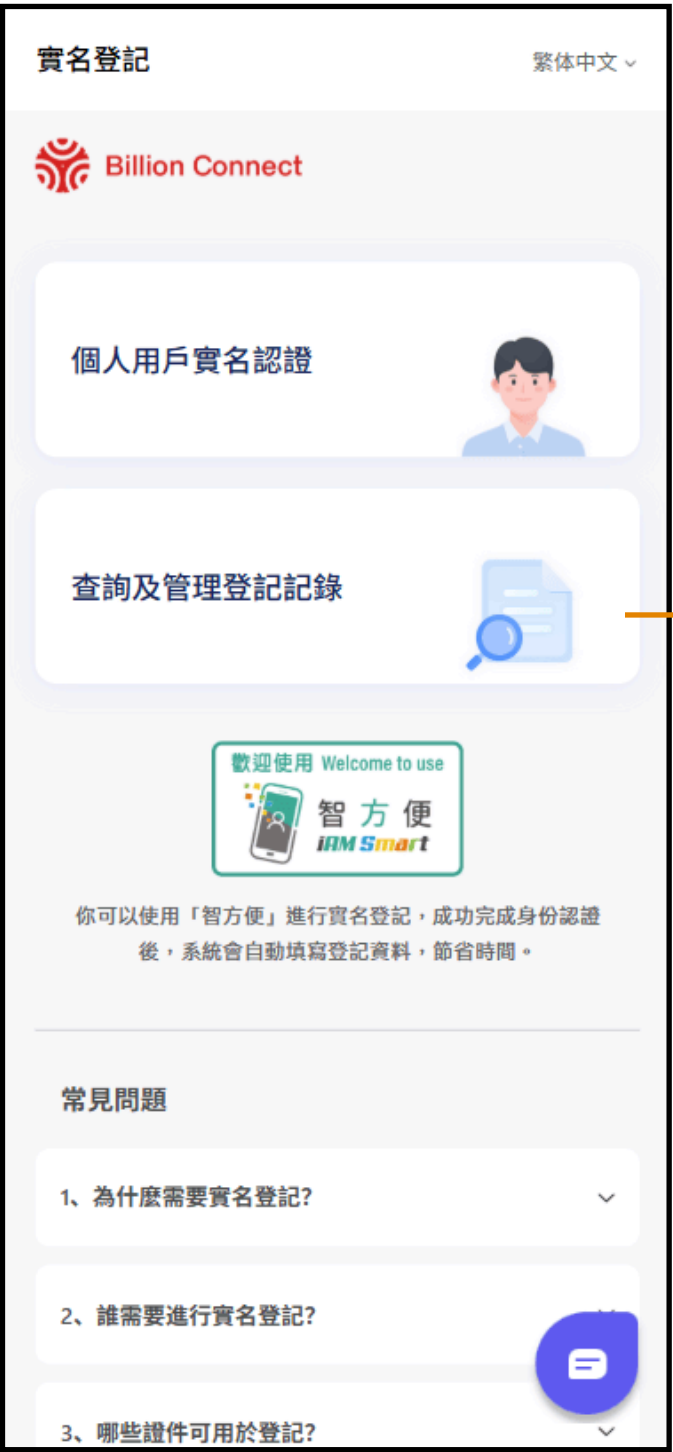 實名登記
繁体中文
Billion Connect
個人用戶實名認證
查詢及管理登記記錄
歡迎使用 Welcome to use
智方便
iAM Smart
你可以使用「智方便」進行實名登記，成功完成身份認證
後，系統會自動填寫登記資料，節省時間。
常見問題
1、為什麼需要實名登記?
2、誰需要進行實名登記?
3、哪些證件可用於登記?